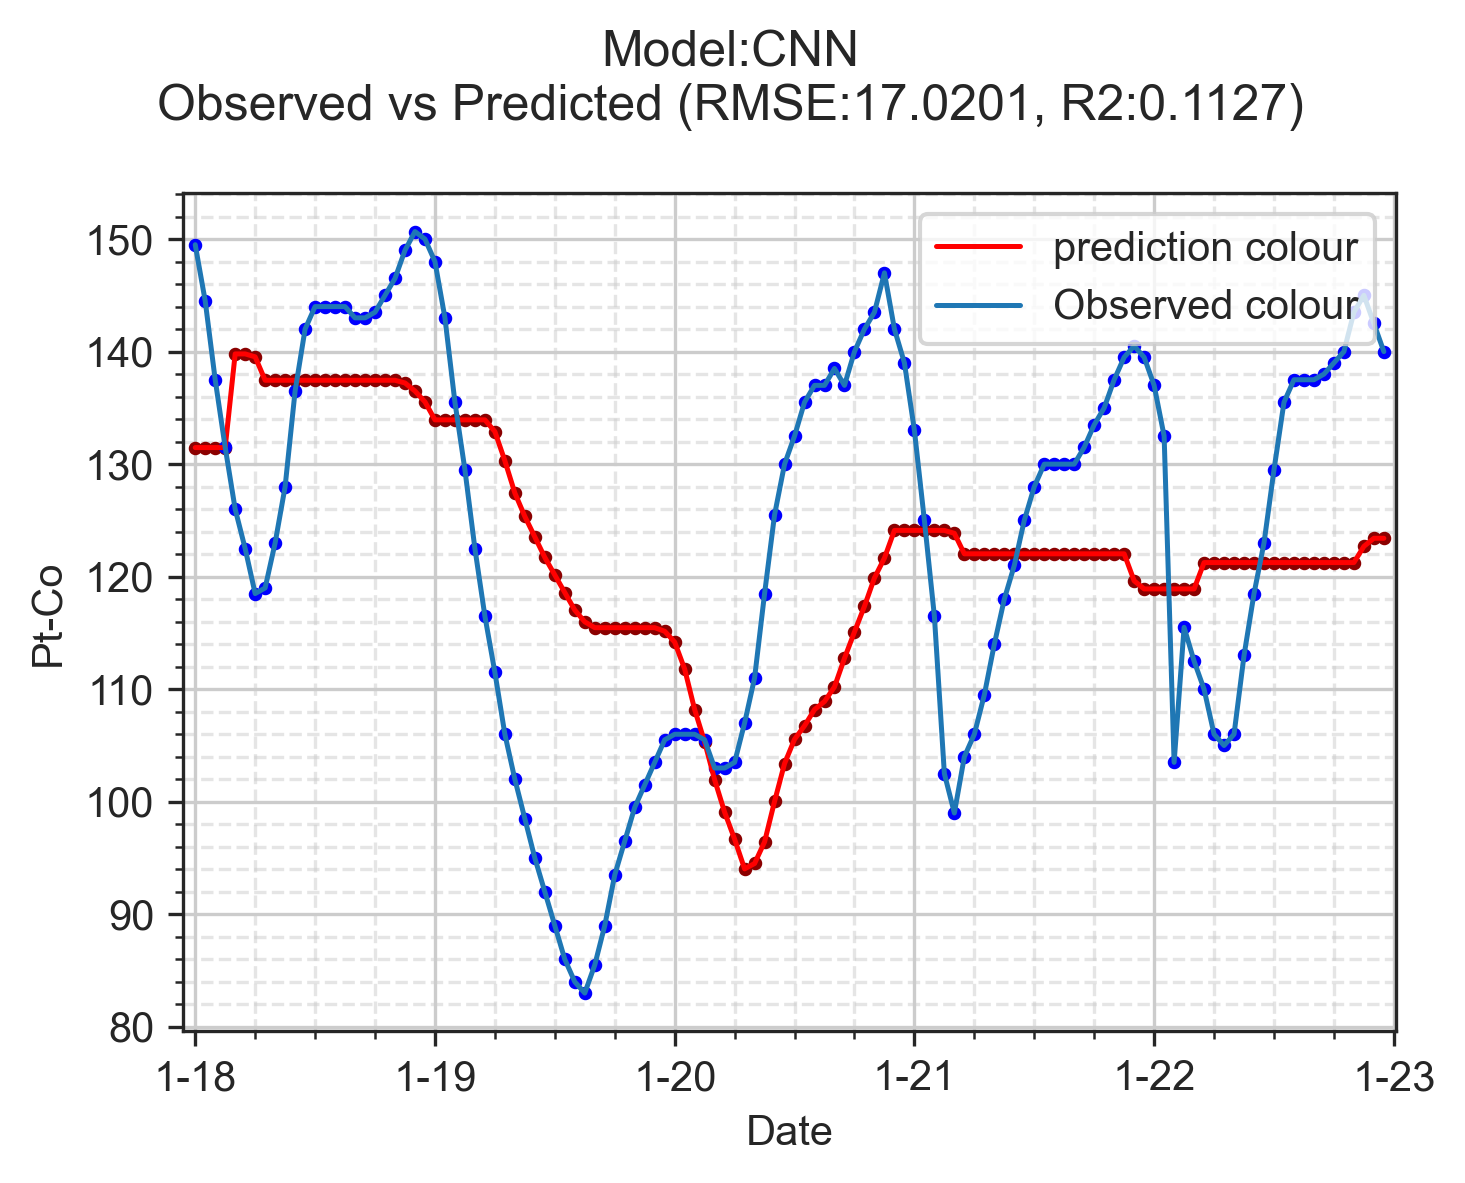 Model:CNN
Observed vs Predicted (RMSE:17.0201, R2:0.1127)
prediction colour
Observed colour
150
140
130
120
110
100
90
80
Pt-Co
1-18
1-19
1-20
1-21
1-22
1-23
Date